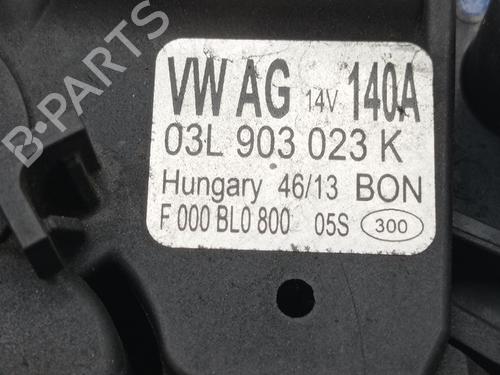 B-PARTS
VW AG 14V 140A
03L 903 023 K
Hungary 46/13 BON
F 000 BL0 800 05S 300